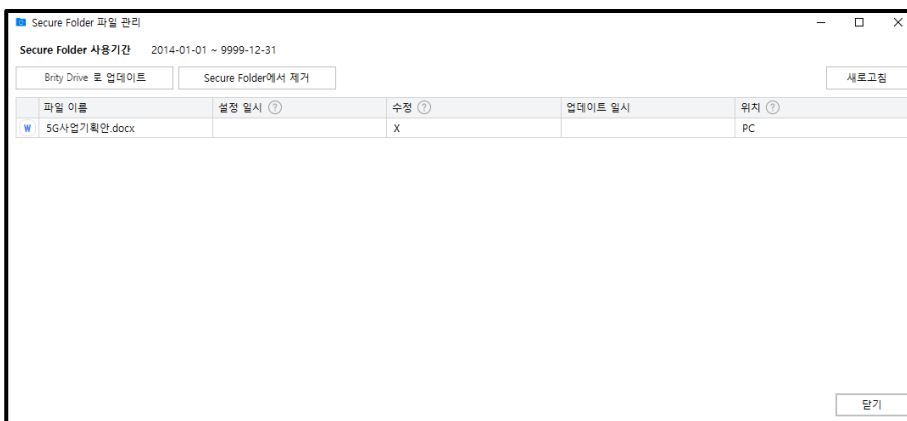 Secure Folder 파일 관리
Secure Folder 사용기간 2014-01-01 ~ 9999-12-31
Brity Drive 로 업데이트 Secure Folder에서 제거 새로고침
파일 이름 설정 일시 ? 수정 ? 업데이트 일시 위치 ?
W 5G사업기획안.docx X PC
닫기